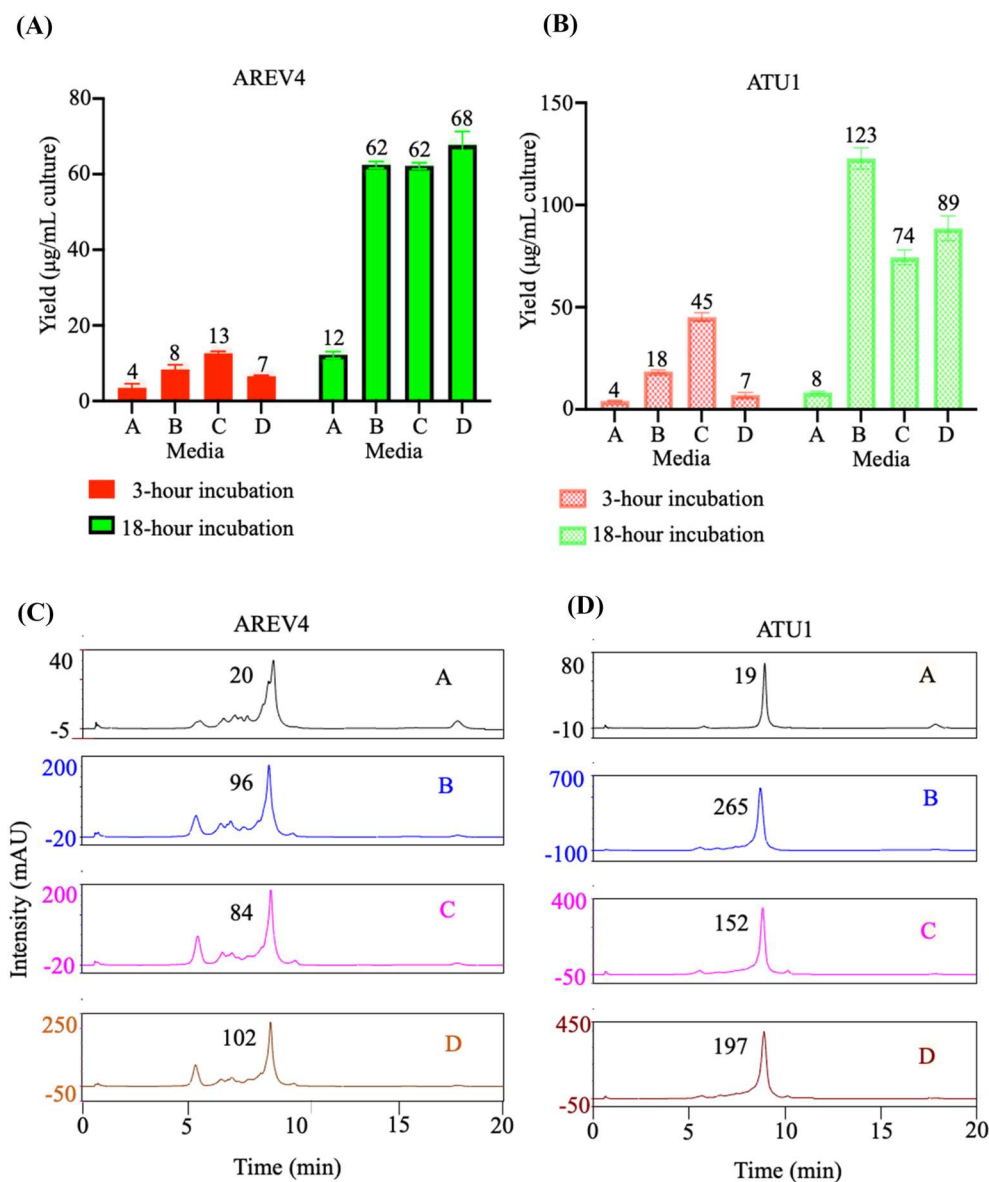 (A)
AREV4
Yield (µg/mL culture)
80
60
40
20
0
4
8
13
7
12
62
62
68
A B C D A B C D
Media Media
3-hour incubation
18-hour incubation
(B)
ATU1
Yield (µg/mL culture)
150
100
50
0
4
18
45
7
8
123
74
89
A B C D A B C D
Media Media
3-hour incubation
18-hour incubation
(C)
AREV4
Intensity (mAU)
40
20
A
-5
200
96
B
-20
200
84
C
-20
250
102
D
-50
0 5 10 15 20
Time (min)
(D)
ATU1
80
19
A
-10
700
265
B
-100
400
152
C
-50
450
197
D
-50
0 5 10 15 20
Time (min)